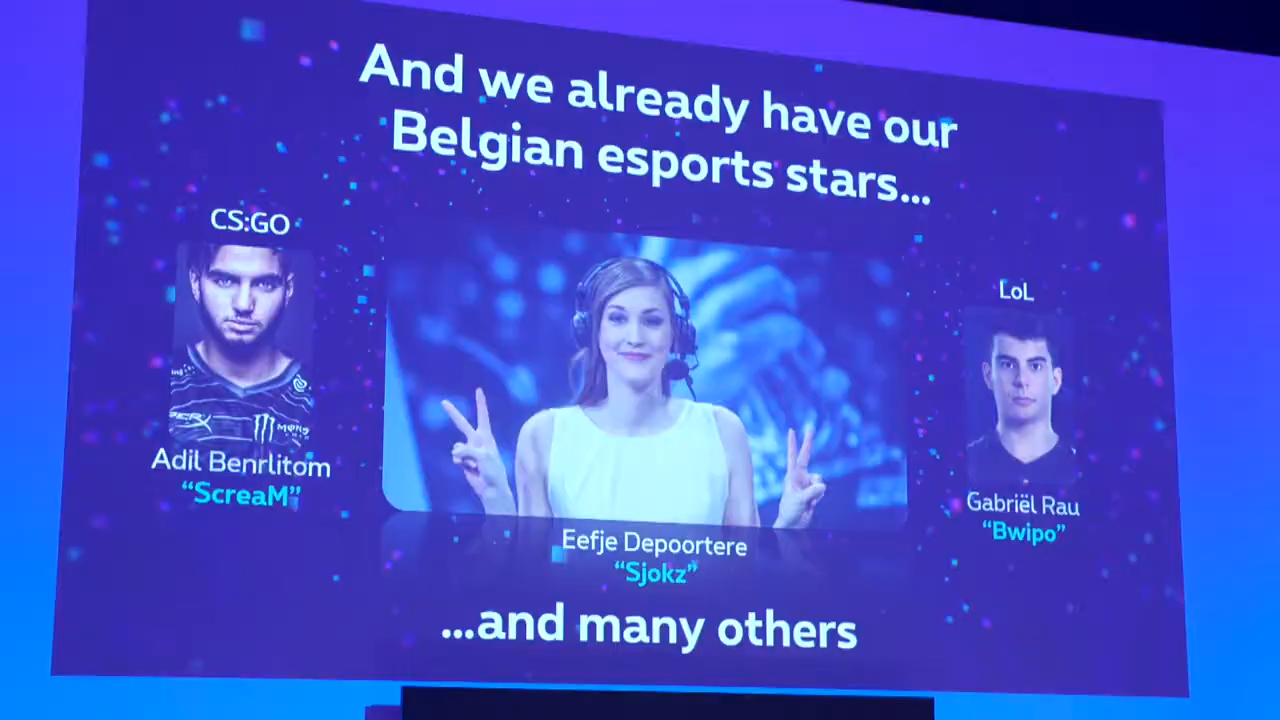 And we already have our
Belgian esports stars...
CS:GO
LoL
Adil Benrlitom
“ScreaM”
Eefje Depoortere
“Sjokz”
Gabriël Rau
“Bwipo”
...and many others